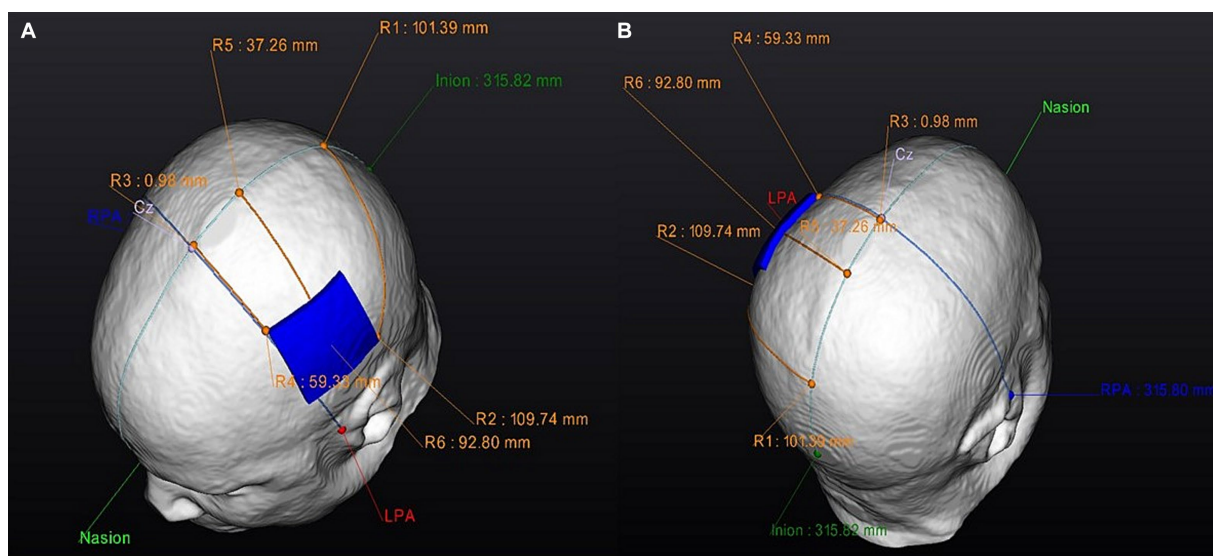 A
R5 : 37.26 mm
R1 : 101.39 mm
Inion : 315.82 mm
R3 : 0.98 mm
Cz
RPA
R4 : 59.33 mm
R2 : 109.74 mm
R6 : 92.80 mm
LPA
Nasion
B
R4 : 59.33 mm
R6 : 92.80 mm
Nasion
R3 : 0.98 mm
Cz
LPA
R5 : 37.26 mm
R2 : 109.74 mm
RPA : 315.80 mm
R1 : 101.39 mm
Inion : 315.82 mm